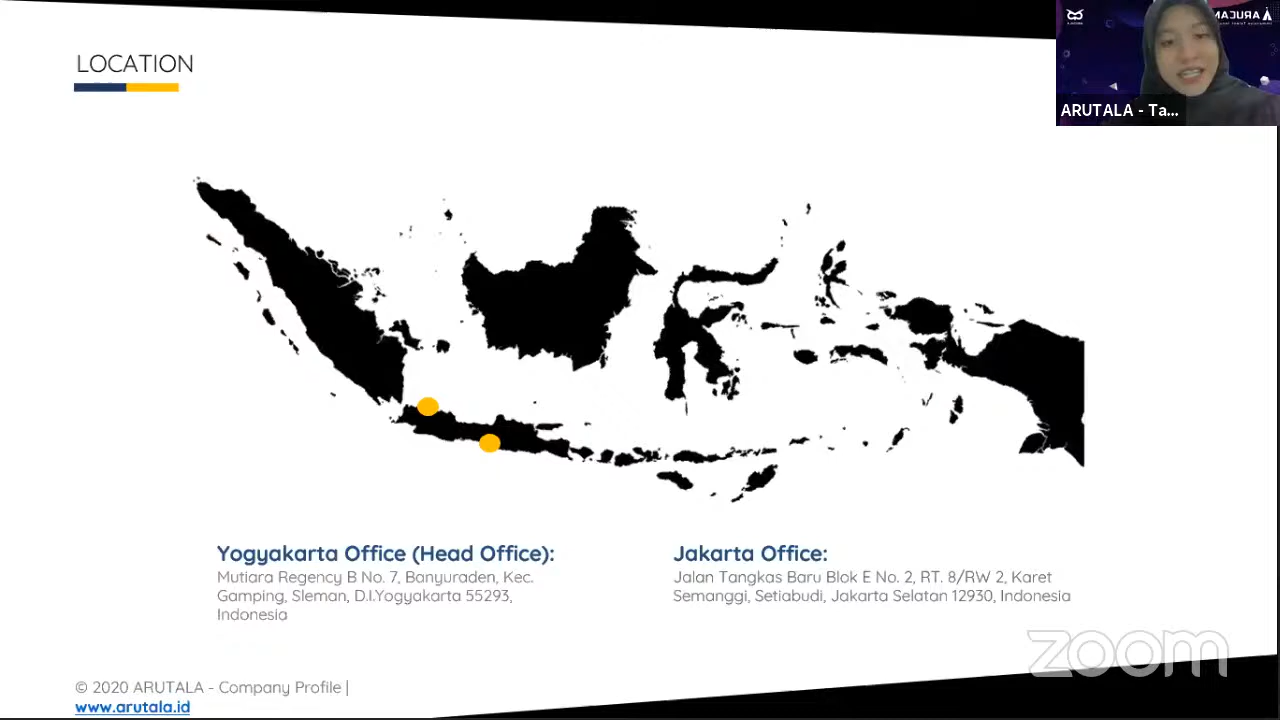 LOCATION
ARUTALA - Ta...
Yogyakarta Office (Head Office):
Mutiara Regency B No. 7, Banyuraden, Kec.
Gamping, Sleman, D.I.Yogyakarta 55293,
Indonesia
Jakarta Office:
Jalan Tangkas Baru Blok E No. 2, RT. 8/RW 2, Karet
Semanggi, Setiabudi, Jakarta Selatan 12930, Indonesia
zoom
© 2020 ARUTALA - Company Profile |
www.arutala.id